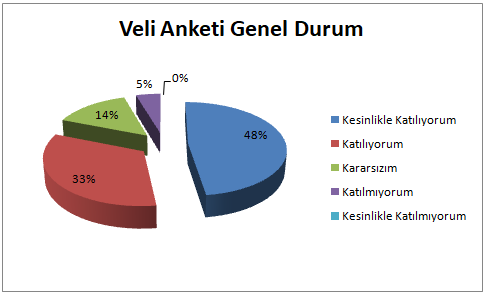 Veli Anketi Genel Durum
5%
0%
14%
48%
33%
Kesinlikle Katılıyorum
Katılıyorum
Kararsızım
Katılmıyorum
Kesinlikle Katılmıyorum